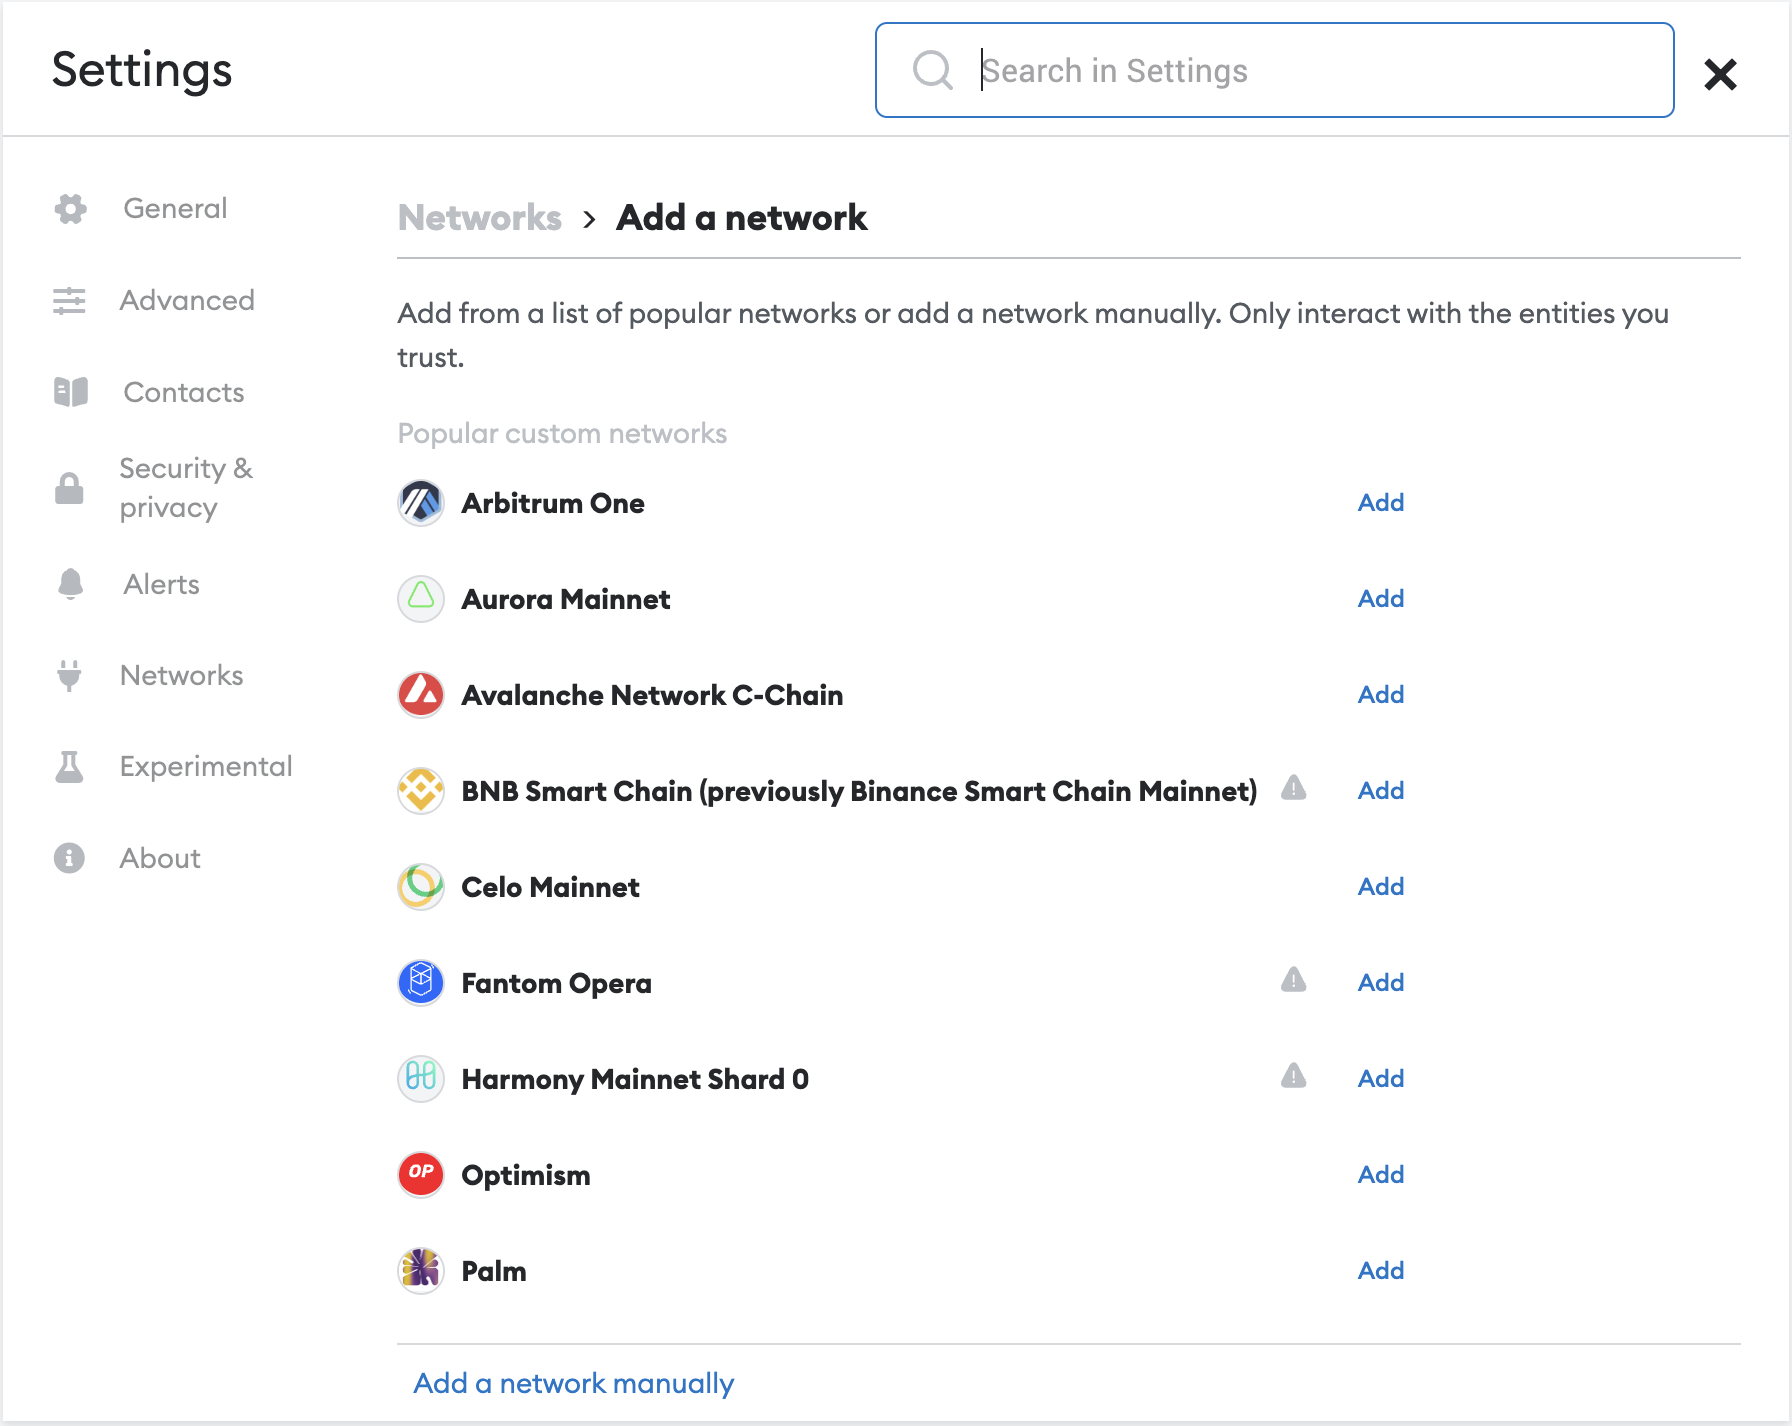 Settings
Search in Settings
General
Advanced
Contacts
Security &
privacy
Alerts
Networks
Experimental
About
Networks > Add a network
Add from a list of popular networks or add a network manually. Only interact with the entities you
trust.
Popular custom networks
Arbitrum One Add
Aurora Mainnet Add
Avalanche Network C-Chain Add
BNB Smart Chain (previously Binance Smart Chain Mainnet) Add
Celo Mainnet Add
Fantom Opera Add
Harmony Mainnet Shard 0 Add
OP Optimism Add
Palm Add
Add a network manually